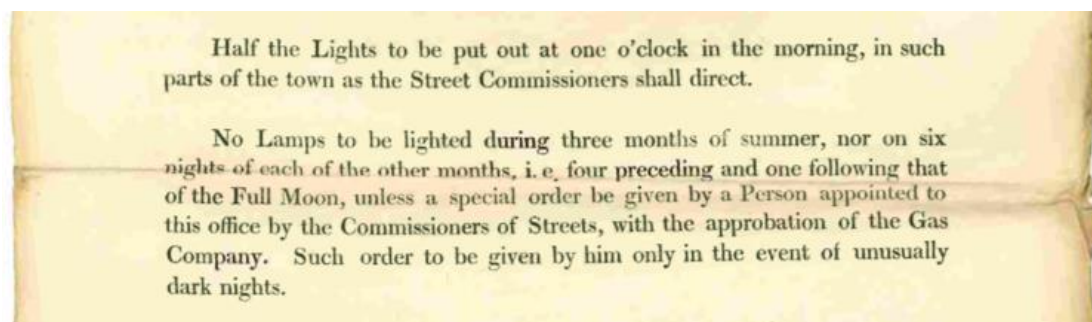 Half the Lights to be put out at one o'clock in the morning, in such
parts of the town as the Street Commissioners shall direct.
No Lamps to be lighted during three months of summer, nor on six
nights of each of the other months, i. e. four preceding and one following that
of the Full Moon, unless a special order be given by a Person appointed to
this office by the Commissioners of Streets, with the approbation of the Gas
Company. Such order to be given by him only in the event of unusually
dark nights.